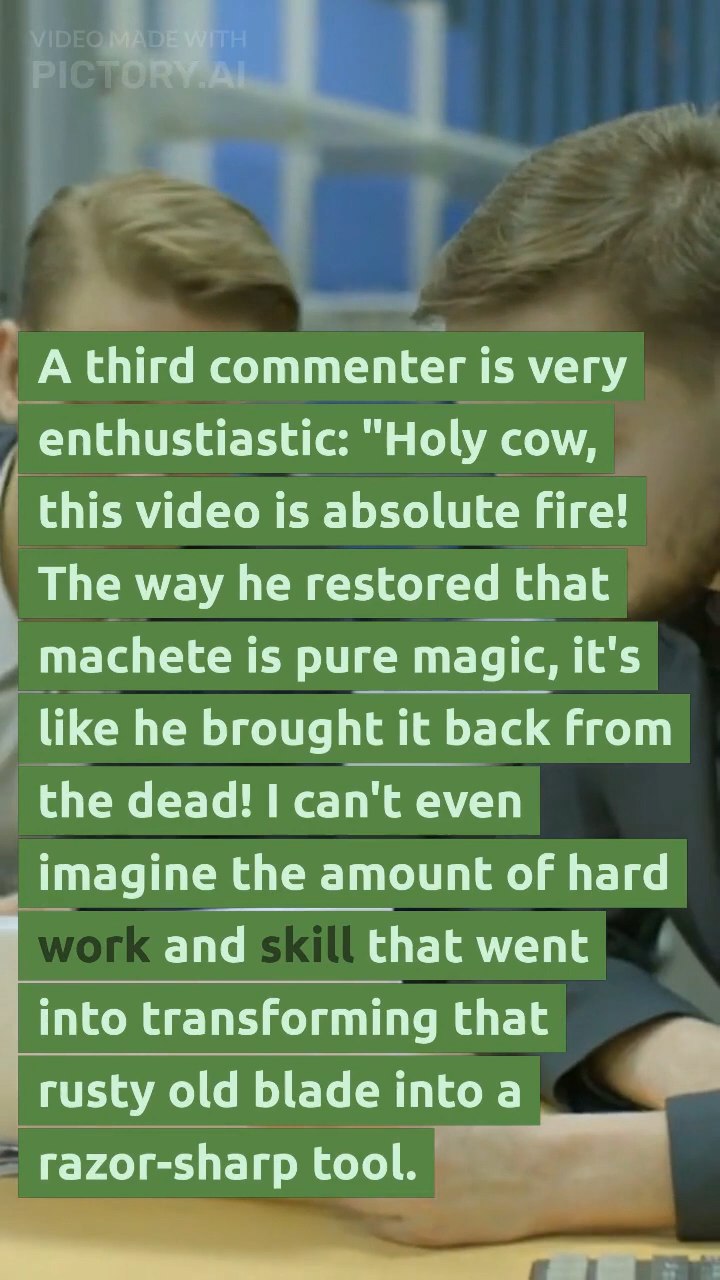 VIDEO MADE WITH
PICTORY.AI
A third commenter is very
enthustiastic: "Holy cow,
this video is absolute fire!
The way he restored that
machete is pure magic, it's
like he brought it back from
the dead! I can't even
imagine the amount of hard
work and skill that went
into transforming that
rusty old blade into a
razor-sharp tool.